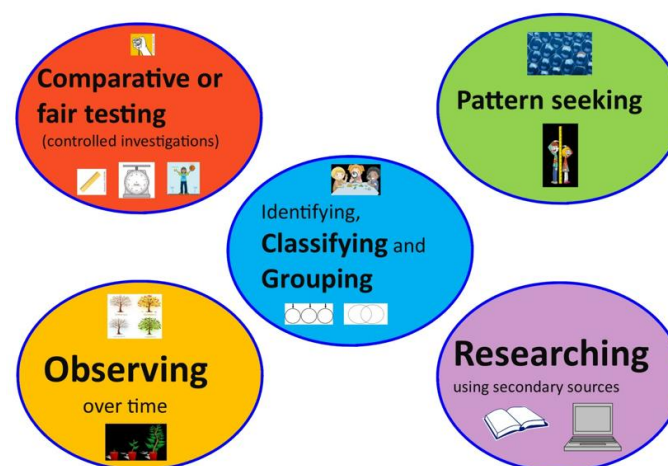 Comparative or
fair testing
(controlled investigations)
Pattern seeking
Identifying,
Classifying and
Grouping
Observing
over time
Researching
using secondary sources